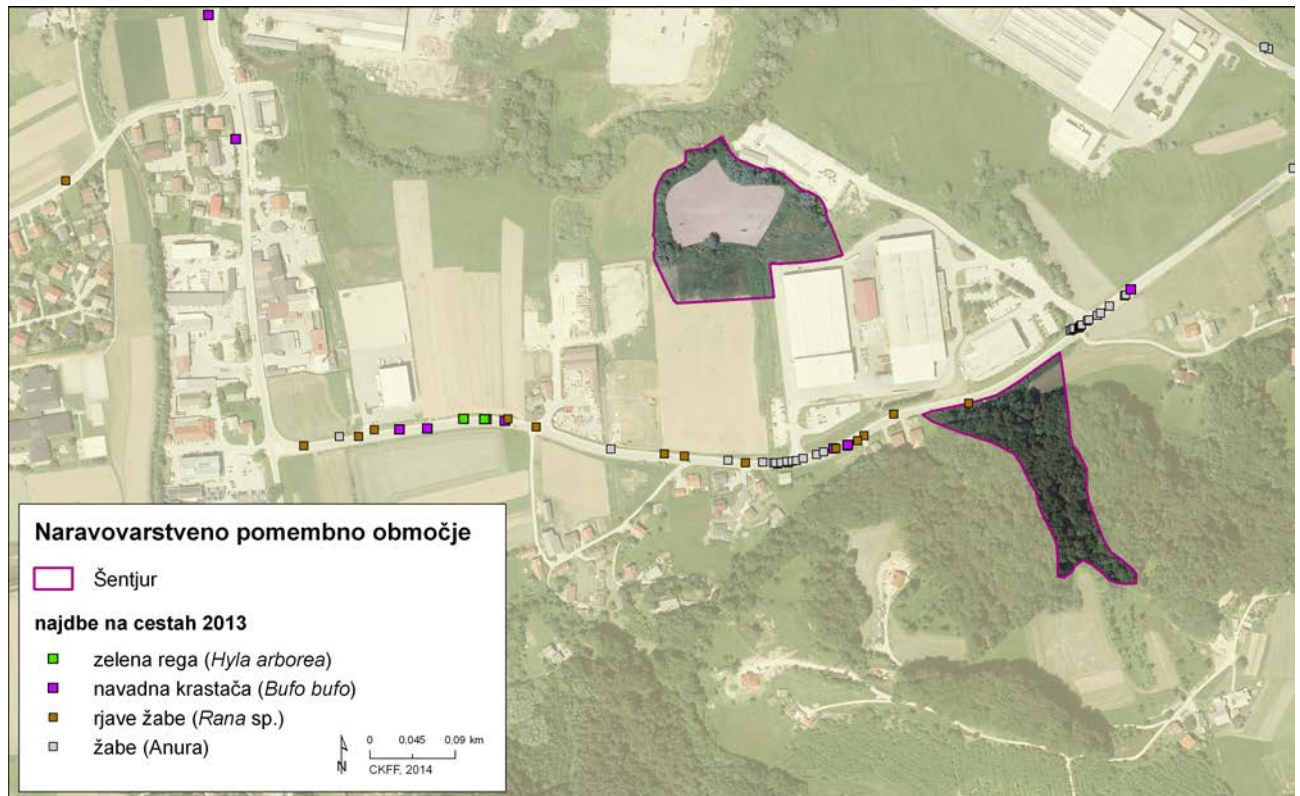 Naravovarstveno pomembno območje
Šentjur
najdbe na cestah 2013
zelena rega (Hyla arborea)
navadna krastača (Bufo bufo)
rjave žabe (Rana sp.)
žabe (Anura)
N
0 0,045 0,09 km
CKFF, 2014